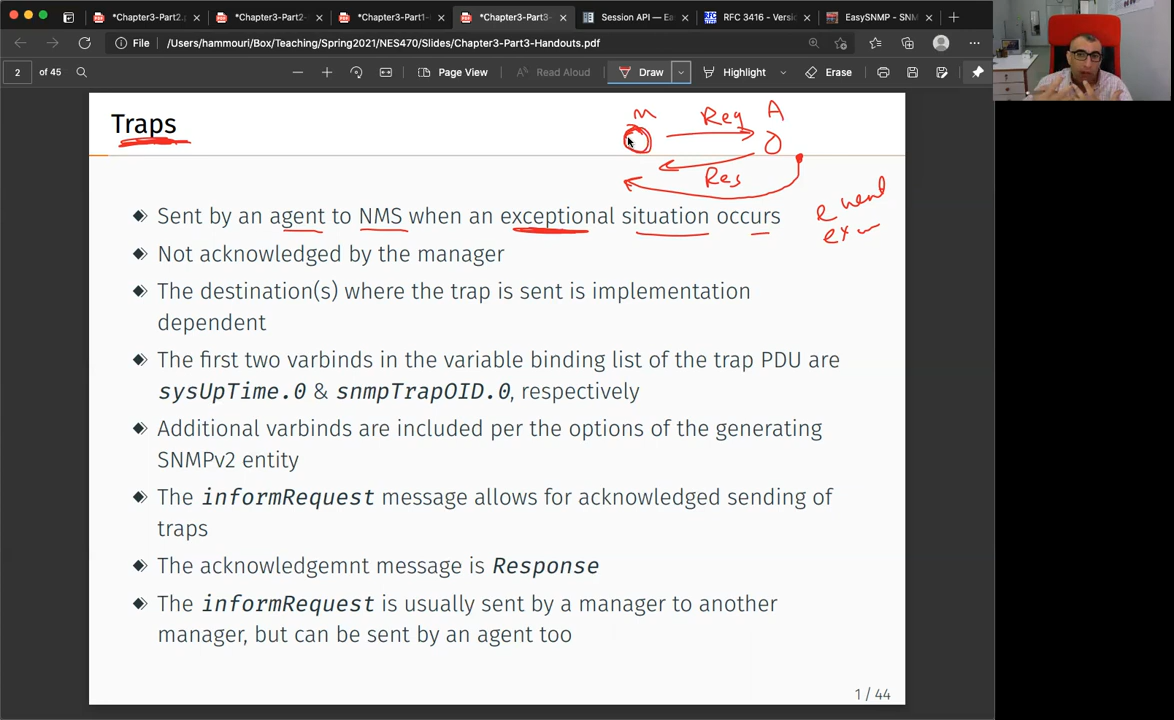 *Chapter3-Part2.p
*Chapter3-Part2-
*Chapter3-Part1-
*Chapter3-Part3-
Session API — Ea
RFC 3416 - Versio
EasySNMP - SNM
File
/Users/hammouri/Box/Teaching/Spring2021/NES470/Slides/Chapter3-Part3-Handouts.pdf
2 of 45
Page View
Read Aloud
Draw
Highlight
Erase
Traps
M Req A
Res
event
◆ Sent by an agent to NMS when an exceptional situation occurs
◆ Not acknowledged by the manager
◆ The destination(s) where the trap is sent is implementation
dependent
◆ The first two varbinds in the variable binding list of the trap PDU are
sysUpTime.0 & snmpTrapOID.0, respectively
◆ Additional varbinds are included per the options of the generating
SNMPv2 entity
◆ The informRequest message allows for acknowledged sending of
traps
◆ The acknowledgemnt message is Response
◆ The informRequest is usually sent by a manager to another
manager, but can be sent by an agent too
1 / 44